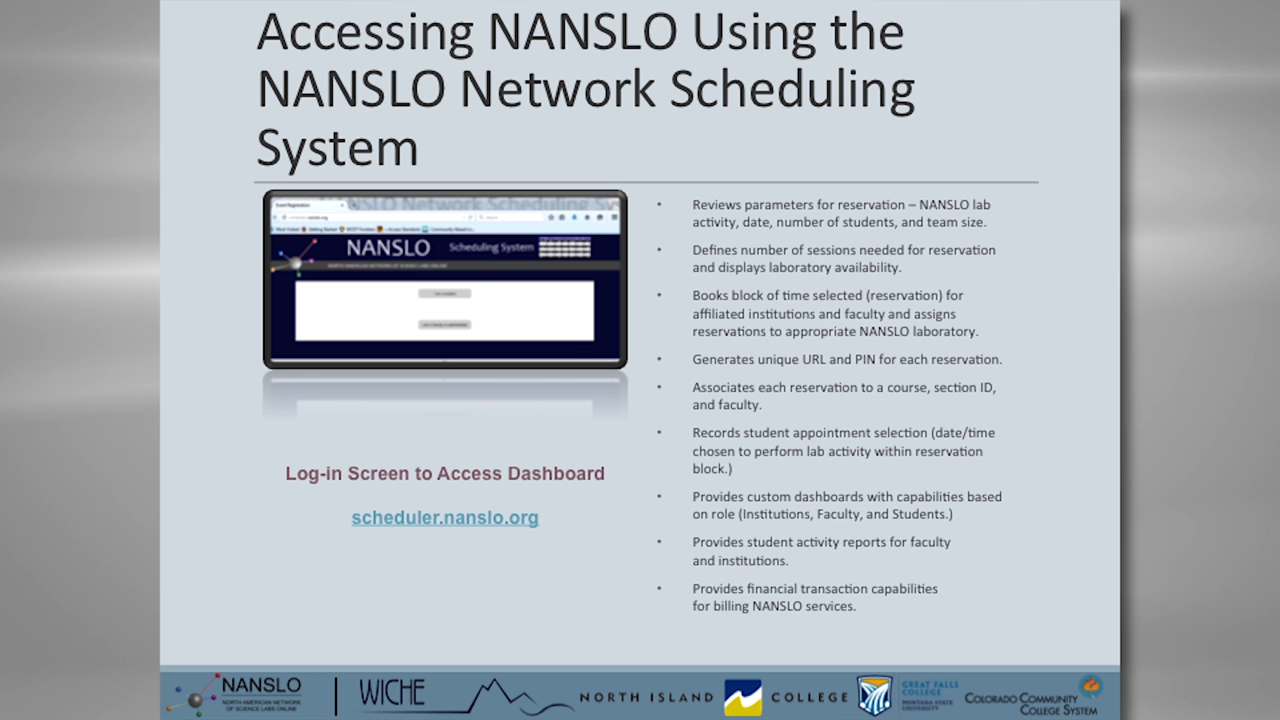 Accessing NANSLO Using the
NANSLO Network Scheduling
System
NANSLO
Scheduling System
NORTH AMERICAN NETWORK OF SCIENCE LABS ONLINE
Log-in Screen to Access Dashboard
scheduler.nanslo.org
• Reviews parameters for reservation – NANSLO lab
activity, date, number of students, and team size.
• Defines number of sessions needed for reservation
and displays laboratory availability.
• Books block of time selected (reservation) for
affiliated institutions and faculty and assigns
reservations to appropriate NANSLO laboratory.
• Generates unique URL and PIN for each reservation.
• Associates each reservation to a course, section ID,
and faculty.
• Records student appointment selection (date/time
chosen to perform lab activity within reservation
block.)
• Provides custom dashboards with capabilities based
on role (Institutions, Faculty, and Students.)
• Provides student activity reports for faculty
and institutions.
• Provides financial transaction capabilities
for billing NANSLO services.
NANSLO
NORTH AMERICAN NETWORK
OF SCIENCE LABS ONLINE
WICHE
NORTH ISLAND COLLEGE
GREAT FALLS
COLLEGE
MONTANA STATE
UNIVERSITY
COLORADO COMMUNITY
COLLEGE SYSTEM